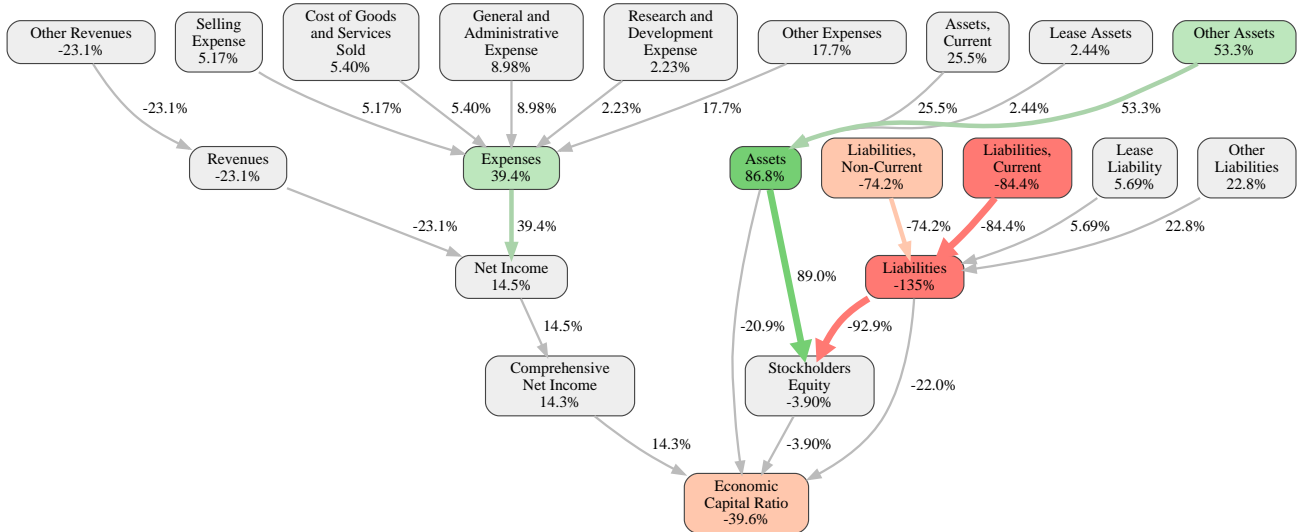 Other Revenues
-23.1%
Selling
Expense
5.17%
Cost of Goods
and Services
Sold
5.40%
General and
Administrative
Expense
8.98%
Research and
Development
Expense
2.23%
Other Expenses
17.7%
Assets,
Current
25.5%
Lease Assets
2.44%
Other Assets
53.3%
-23.1%
5.17%
5.40%
8.98%
2.23%
17.7%
25.5%
2.44%
53.3%
Revenues
-23.1%
Expenses
39.4%
Assets
86.8%
Liabilities,
Non-Current
-74.2%
Liabilities,
Current
-84.4%
Lease
Liability
5.69%
Other
Liabilities
22.8%
-23.1%
39.4%
-74.2%
-84.4%
5.69%
22.8%
Net Income
14.5%
89.0%
Liabilities
-135%
14.5%
-20.9%
-92.9%
Comprehensive
Net Income
14.3%
Stockholders
Equity
-3.90%
-22.0%
14.3%
-3.90%
Economic
Capital Ratio
-39.6%